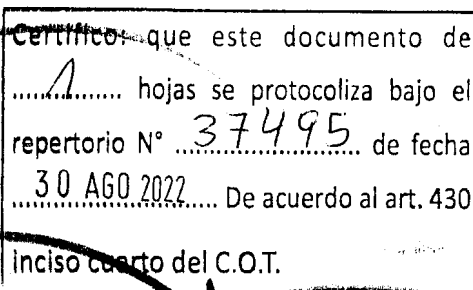 Certifico: que este documento de
.....1........ hojas se protocoliza bajo el
repertorio N° ...37495... de fecha
...30 AGO 2022..... De acuerdo al art. 430
inciso cuarto del C.O.T.